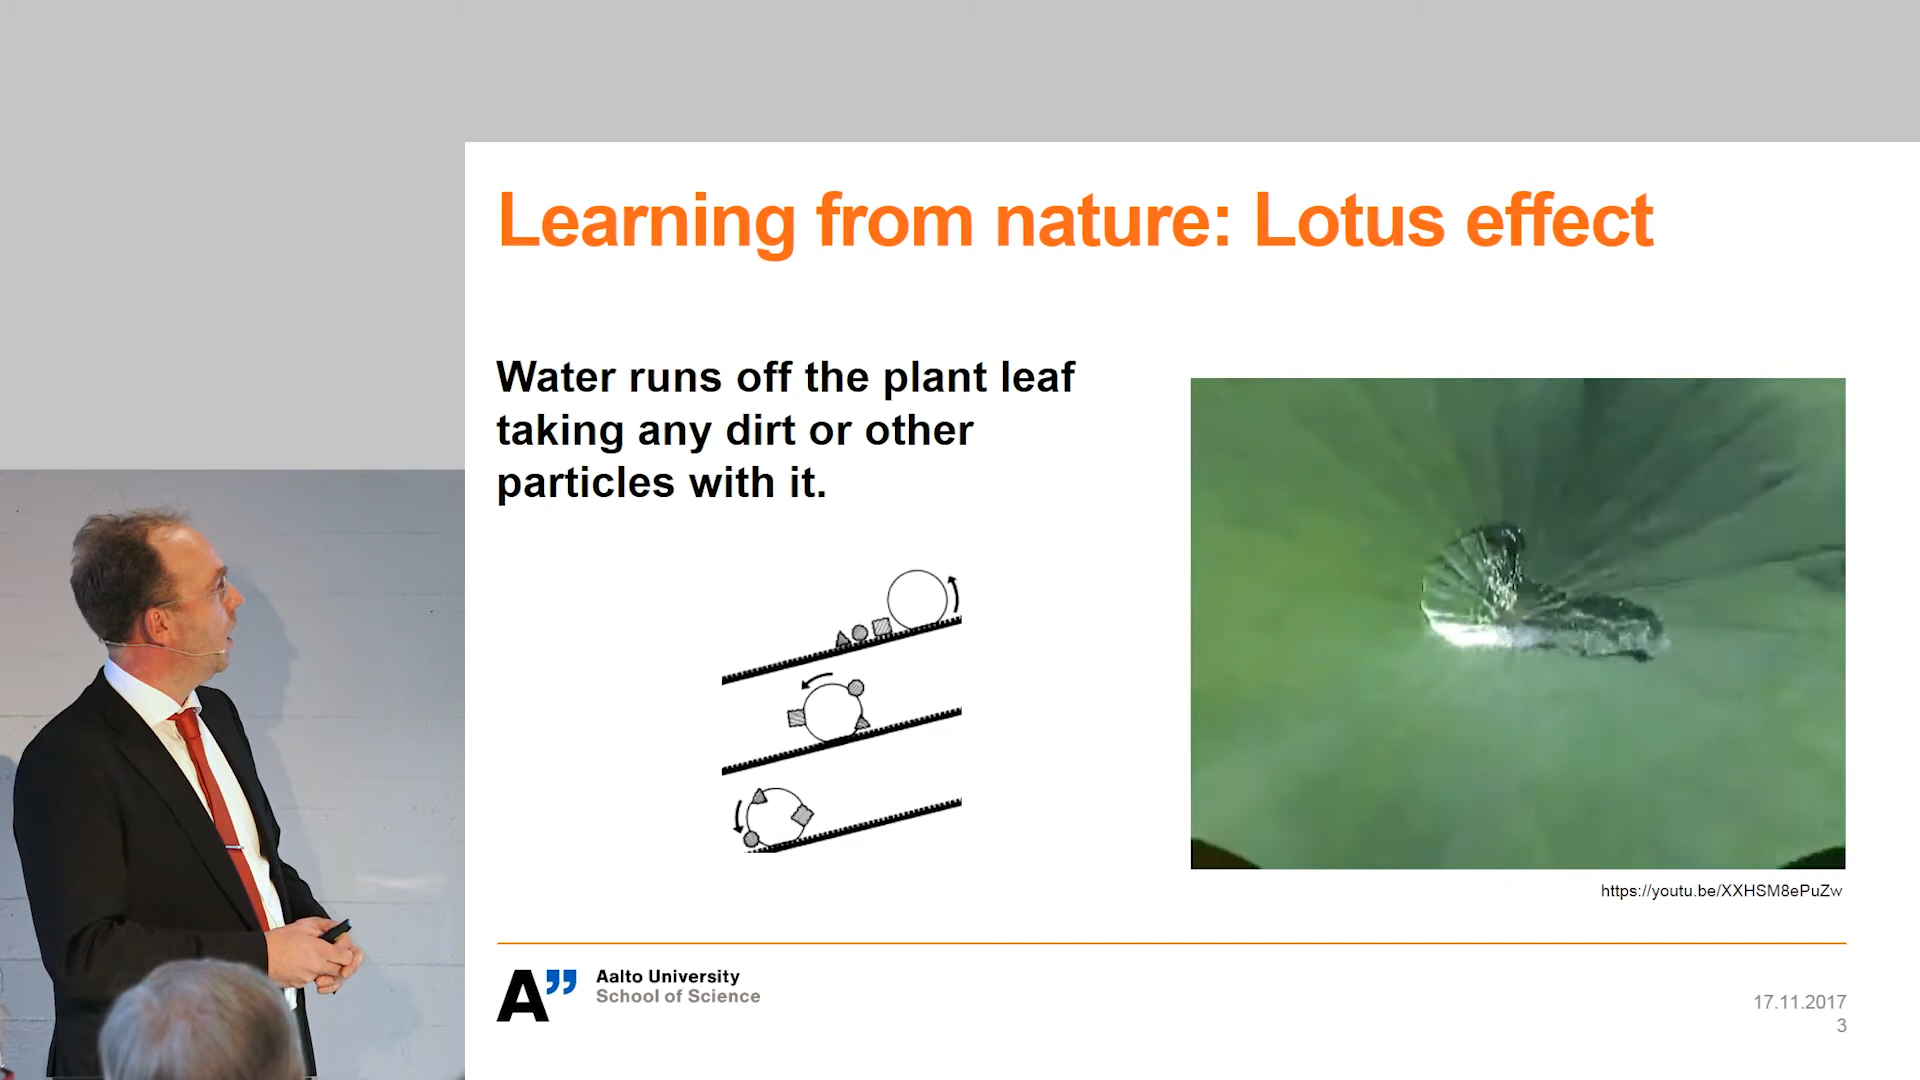 Learning from nature: Lotus effect
Water runs off the plant leaf
taking any dirt or other
particles with it.
https://youtu.be/XXHSM8ePuZw
A”
Aalto University
School of Science
17.11.2017
3